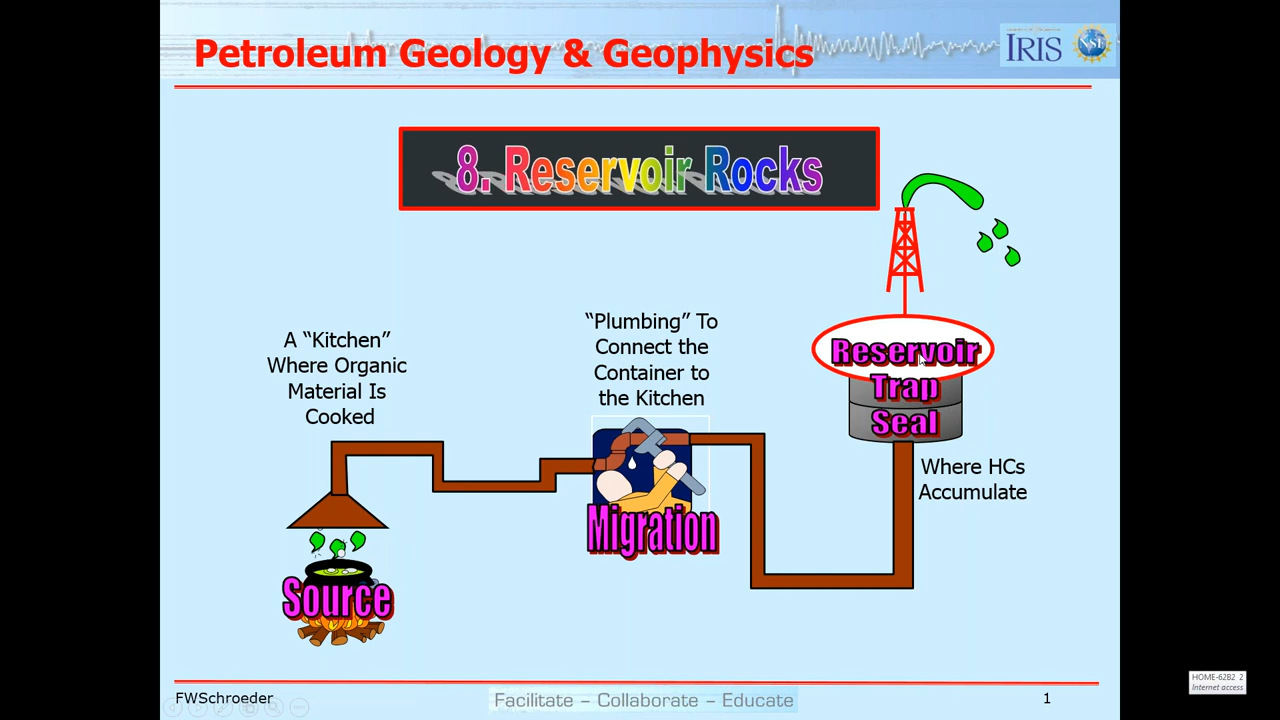 Petroleum Geology & Geophysics
IRIS
NSF
8. Reservoir Rocks
A “Kitchen”
Where Organic
Material Is
Cooked
“Plumbing” To
Connect the
Container to
the Kitchen
Reservoir
Trap
Seal
Where HCs
Accumulate
Migration
Source
FWSchroeder
Facilitate – Collaborate – Educate
1
HOME-62B2 2
Internet access